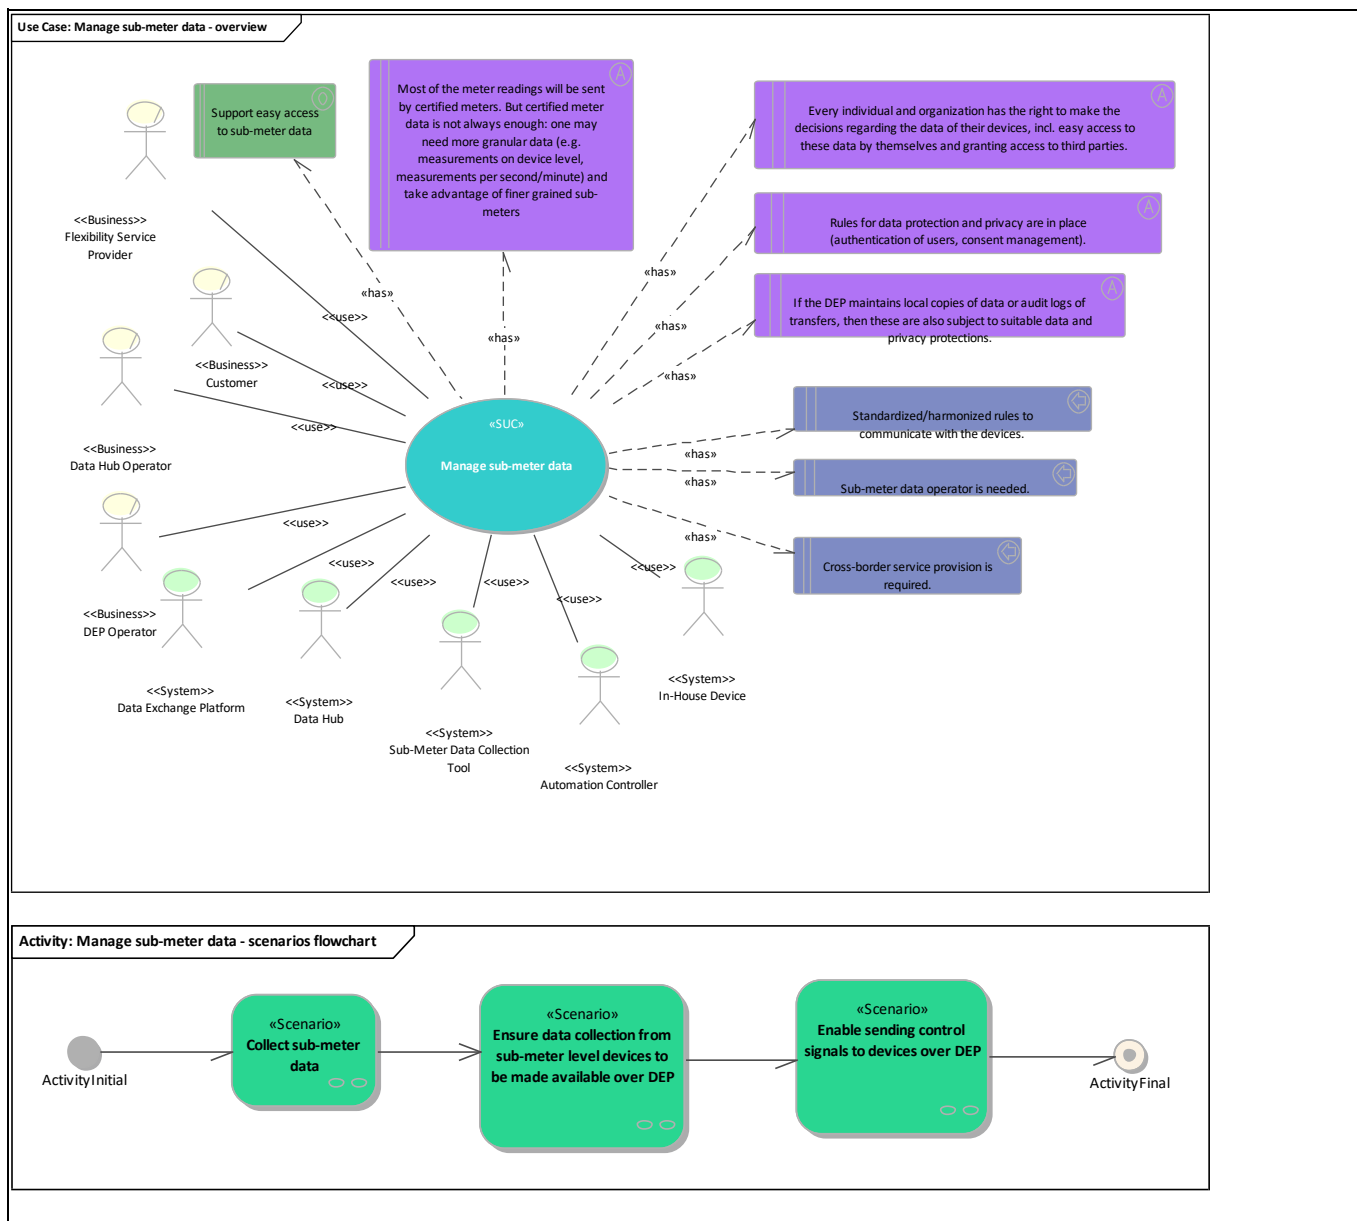 Use Case: Manage sub-meter data - overview
Support easy access
to sub-meter data
O
Most of the meter readings will be sent
by certified meters. But certified meter
data is not always enough: one may
need more granular data (e.g.
measurements on device level,
measurements per second/minute) and
take advantage of finer grained sub-
meters
A
Every individual and organization has the right to make the
decisions regarding the data of their devices, incl. easy access to
these data by themselves and granting access to third parties.
A
Rules for data protection and privacy are in place
(authentication of users, consent management).
A
If the DEP maintains local copies of data or audit logs of
transfers, then these are also subject to suitable data and
privacy protections.
A
Standardized/harmonized rules to
communicate with the devices.
Sub-meter data operator is needed.
Cross-border service provision is
required.
«has»
«has»
«has»
«has»
«has»
«has»
«has»
«has»
<<Business>>
Flexibility Service
Provider
<<Business>>
Customer
<<Business>>
Data Hub Operator
<<Business>>
DEP Operator
<<use>>
<<use>>
<<use>>
<<use>>
<<use>>
<<use>>
<<use>>
<<use>>
<<use>>
«SUC»
Manage sub-meter data
<<System>>
Data Exchange Platform
<<System>>
Data Hub
<<System>>
Sub-Meter Data Collection
Tool
<<System>>
Automation Controller
<<System>>
In-House Device
Activity: Manage sub-meter data - scenarios flowchart
ActivityInitial
«Scenario»
Collect sub-meter
data
«Scenario»
Ensure data collection from
sub-meter level devices to
be made available over DEP
«Scenario»
Enable sending control
signals to devices over DEP
ActivityFinal